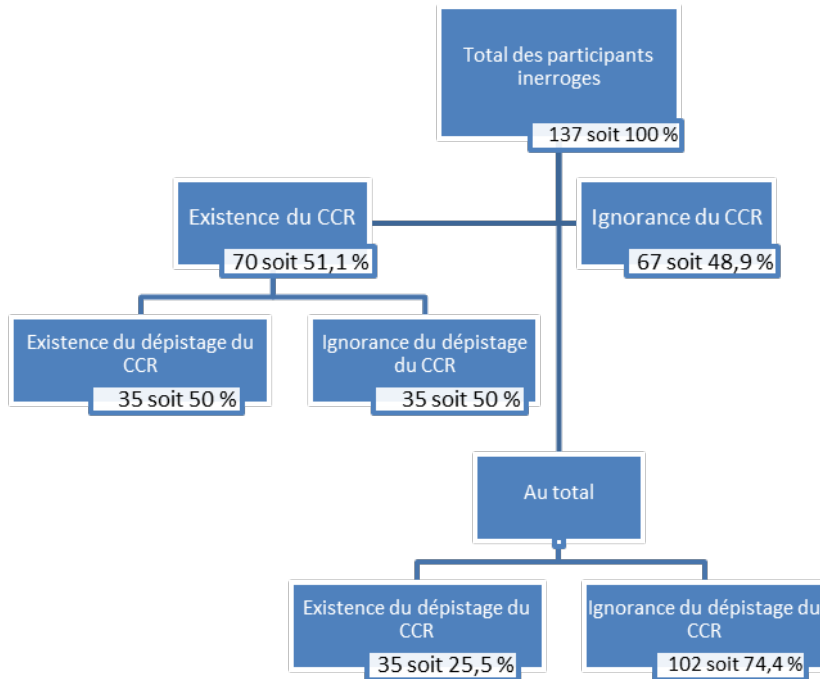 Total des participants
inerroges
137 soit 100 %
Existence du CCR
70 soit 51,1 %
Ignorance du CCR
67 soit 48,9 %
Existence du dépistage du
CCR
35 soit 50 %
Ignorance du dépistage
du CCR
35 soit 50 %
Au total
Existence du dépistage du
CCR
35 soit 25,5 %
Ignorance du dépistage du
CCR
102 soit 74,4 %